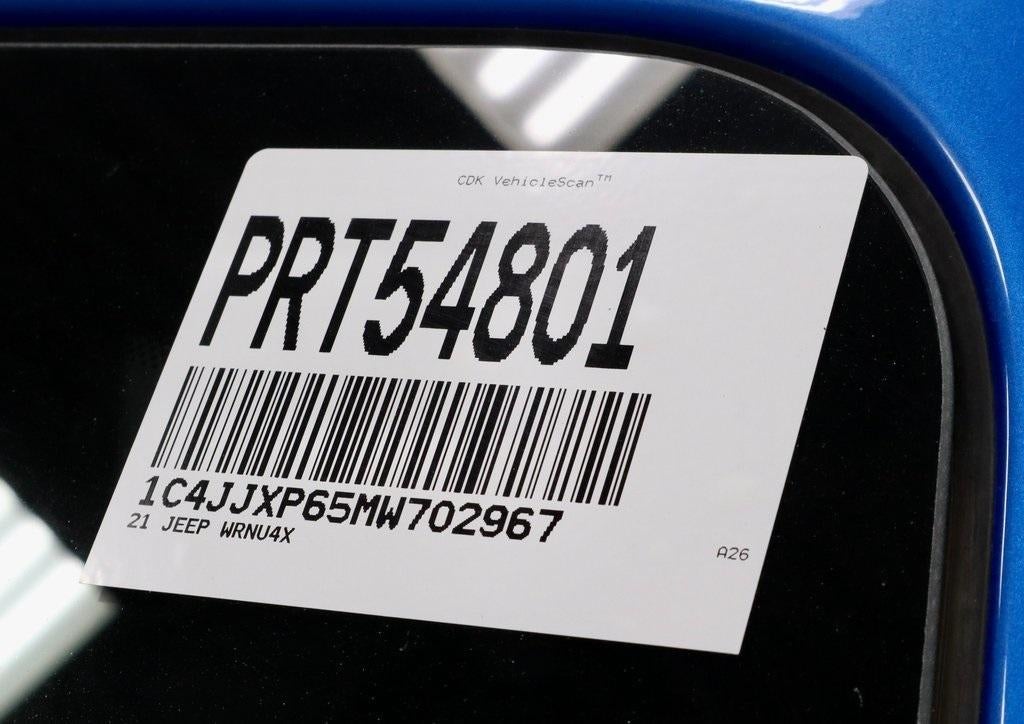 CDK VehicleScan™
PRT54801
1C4JJXP65MW702967
21 JEEP WRNU4X
A26